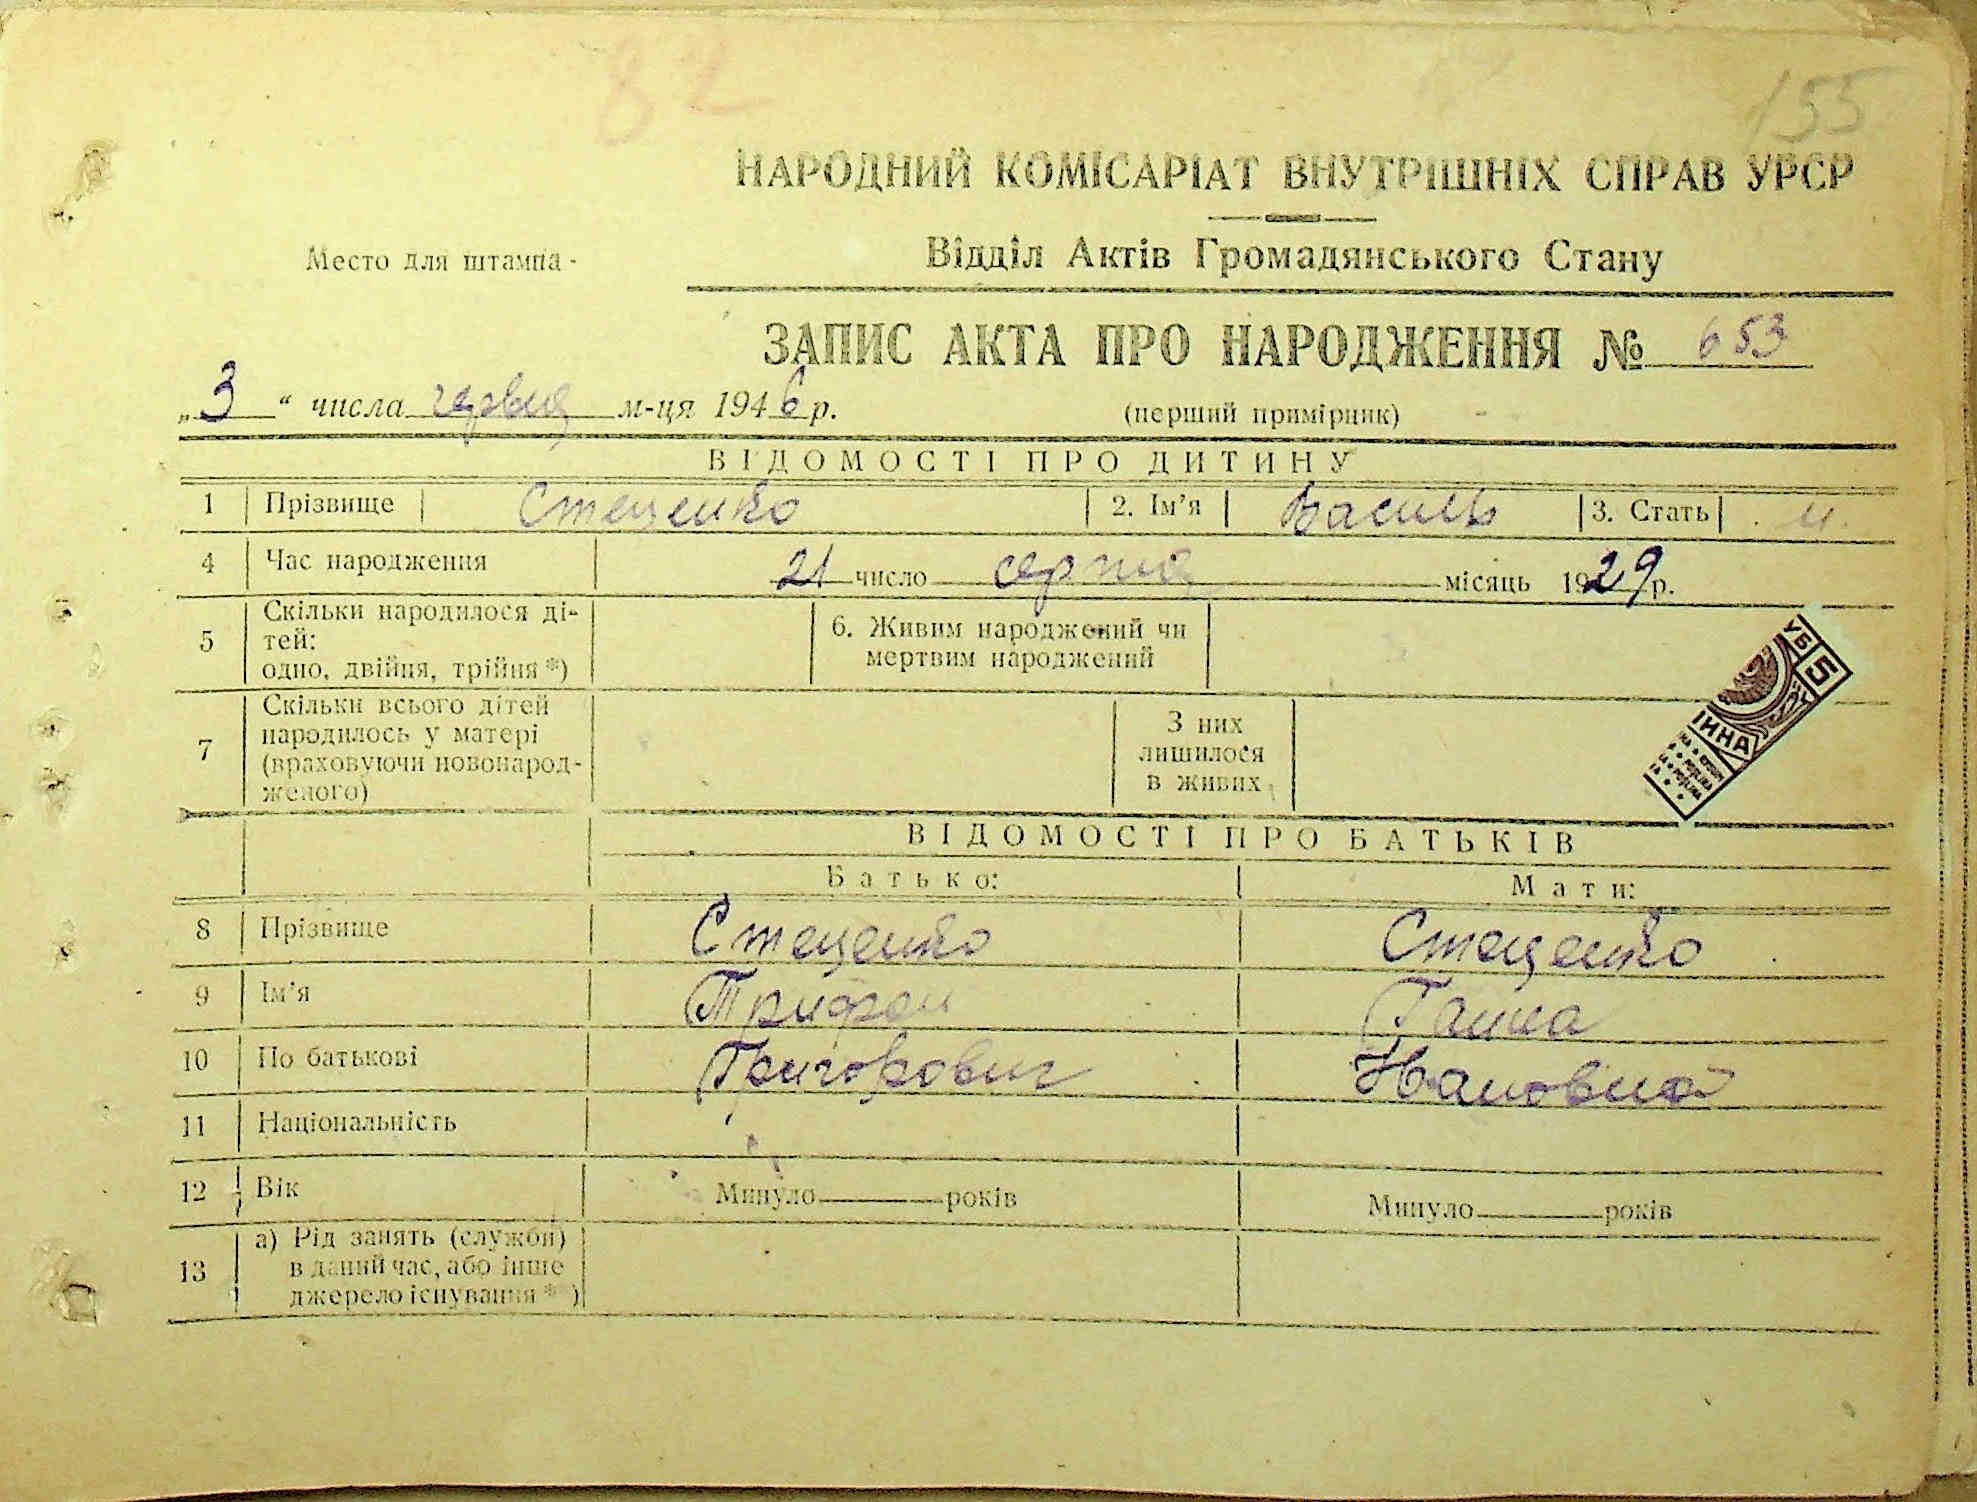 82
155
НАРОДНИЙ КОМІСАРІАТ ВНУТРІШНІХ СПРАВ УРСР
Место для штампа
Відділ Актів Громадянського Стану
ЗАПИС АКТА ПРО НАРОДЖЕННЯ № 653
„3“ числа червня м-ця 1946 р.
(перший примірник)
ВІДОМОСТІ ПРО ДИТИНУ
1 Прізвище Стеценко 2. Ім'я Василь 3. Стать ч.
4 Час народження 21 число серпня місяць 1929 р.
5 Скільки народилося дітей: одно, двійня, трійня *) 6. Живим народжений чи мертвим народжений
7 Скільки всього дітей народилось у матері (враховуючи новонародженого) З них лишилося в живих
ВІДОМОСТІ ПРО БАТЬКІВ
Батько: Мати:
8 Прізвище Стеценко Стеценко
9 Ім'я Трифон Ганна
10 По батькові Григорович
11 Національність
12 Вік Минуло років Минуло років
13 а) Рід занять (служби) в даний час, або інше джерело існування *)